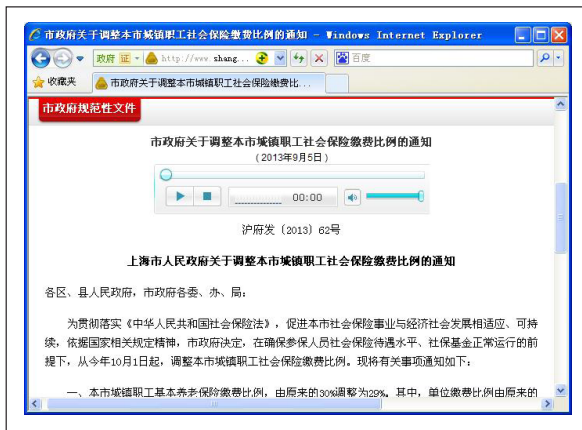 市政府关于调整本市城镇职工社会保险缴费比例的通知 - Windows Internet Explorer
政府 证 http://www.shang... 百度
收藏夹 市政府关于调整本市城镇职工社会保险缴费比...
市政府规范性文件
市政府关于调整本市城镇职工社会保险缴费比例的通知
(2013年9月5日)
00:00
沪府发〔2013〕62号
上海市人民政府关于调整本市城镇职工社会保险缴费比例的通知
各区、县人民政府，市政府各委、办、局：
为贯彻落实《中华人民共和国社会保险法》，促进本市社会保险事业与经济社会发展相适应、可持
续，依据国家相关规定精神，市政府决定，在确保参保人员社会保险待遇水平、社保基金正常运行的前
提下，从今年10月1日起，调整本市城镇职工社会保险缴费比例。现将有关事项通知如下：
一、本市城镇职工基本养老保险缴费比例，由原来的30%调整为29%。其中，单位缴费比例由原来的